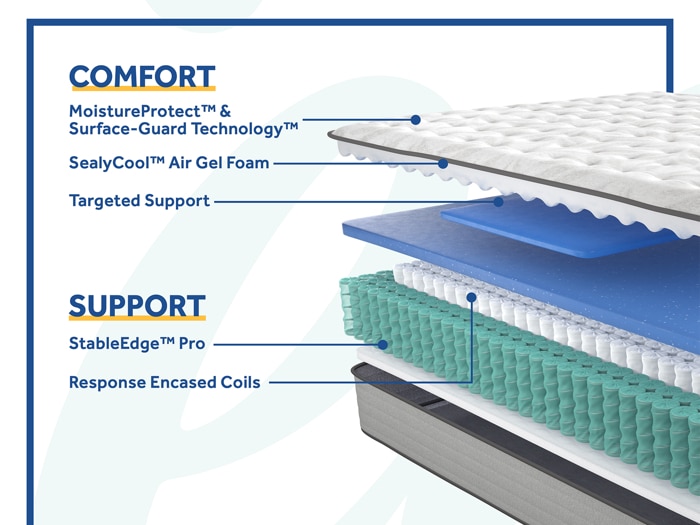 COMFORT
MoistureProtect™ &
Surface-Guard Technology™
SealyCool™ Air Gel Foam
Targeted Support
SUPPORT
StableEdge™ Pro
Response Encased Coils